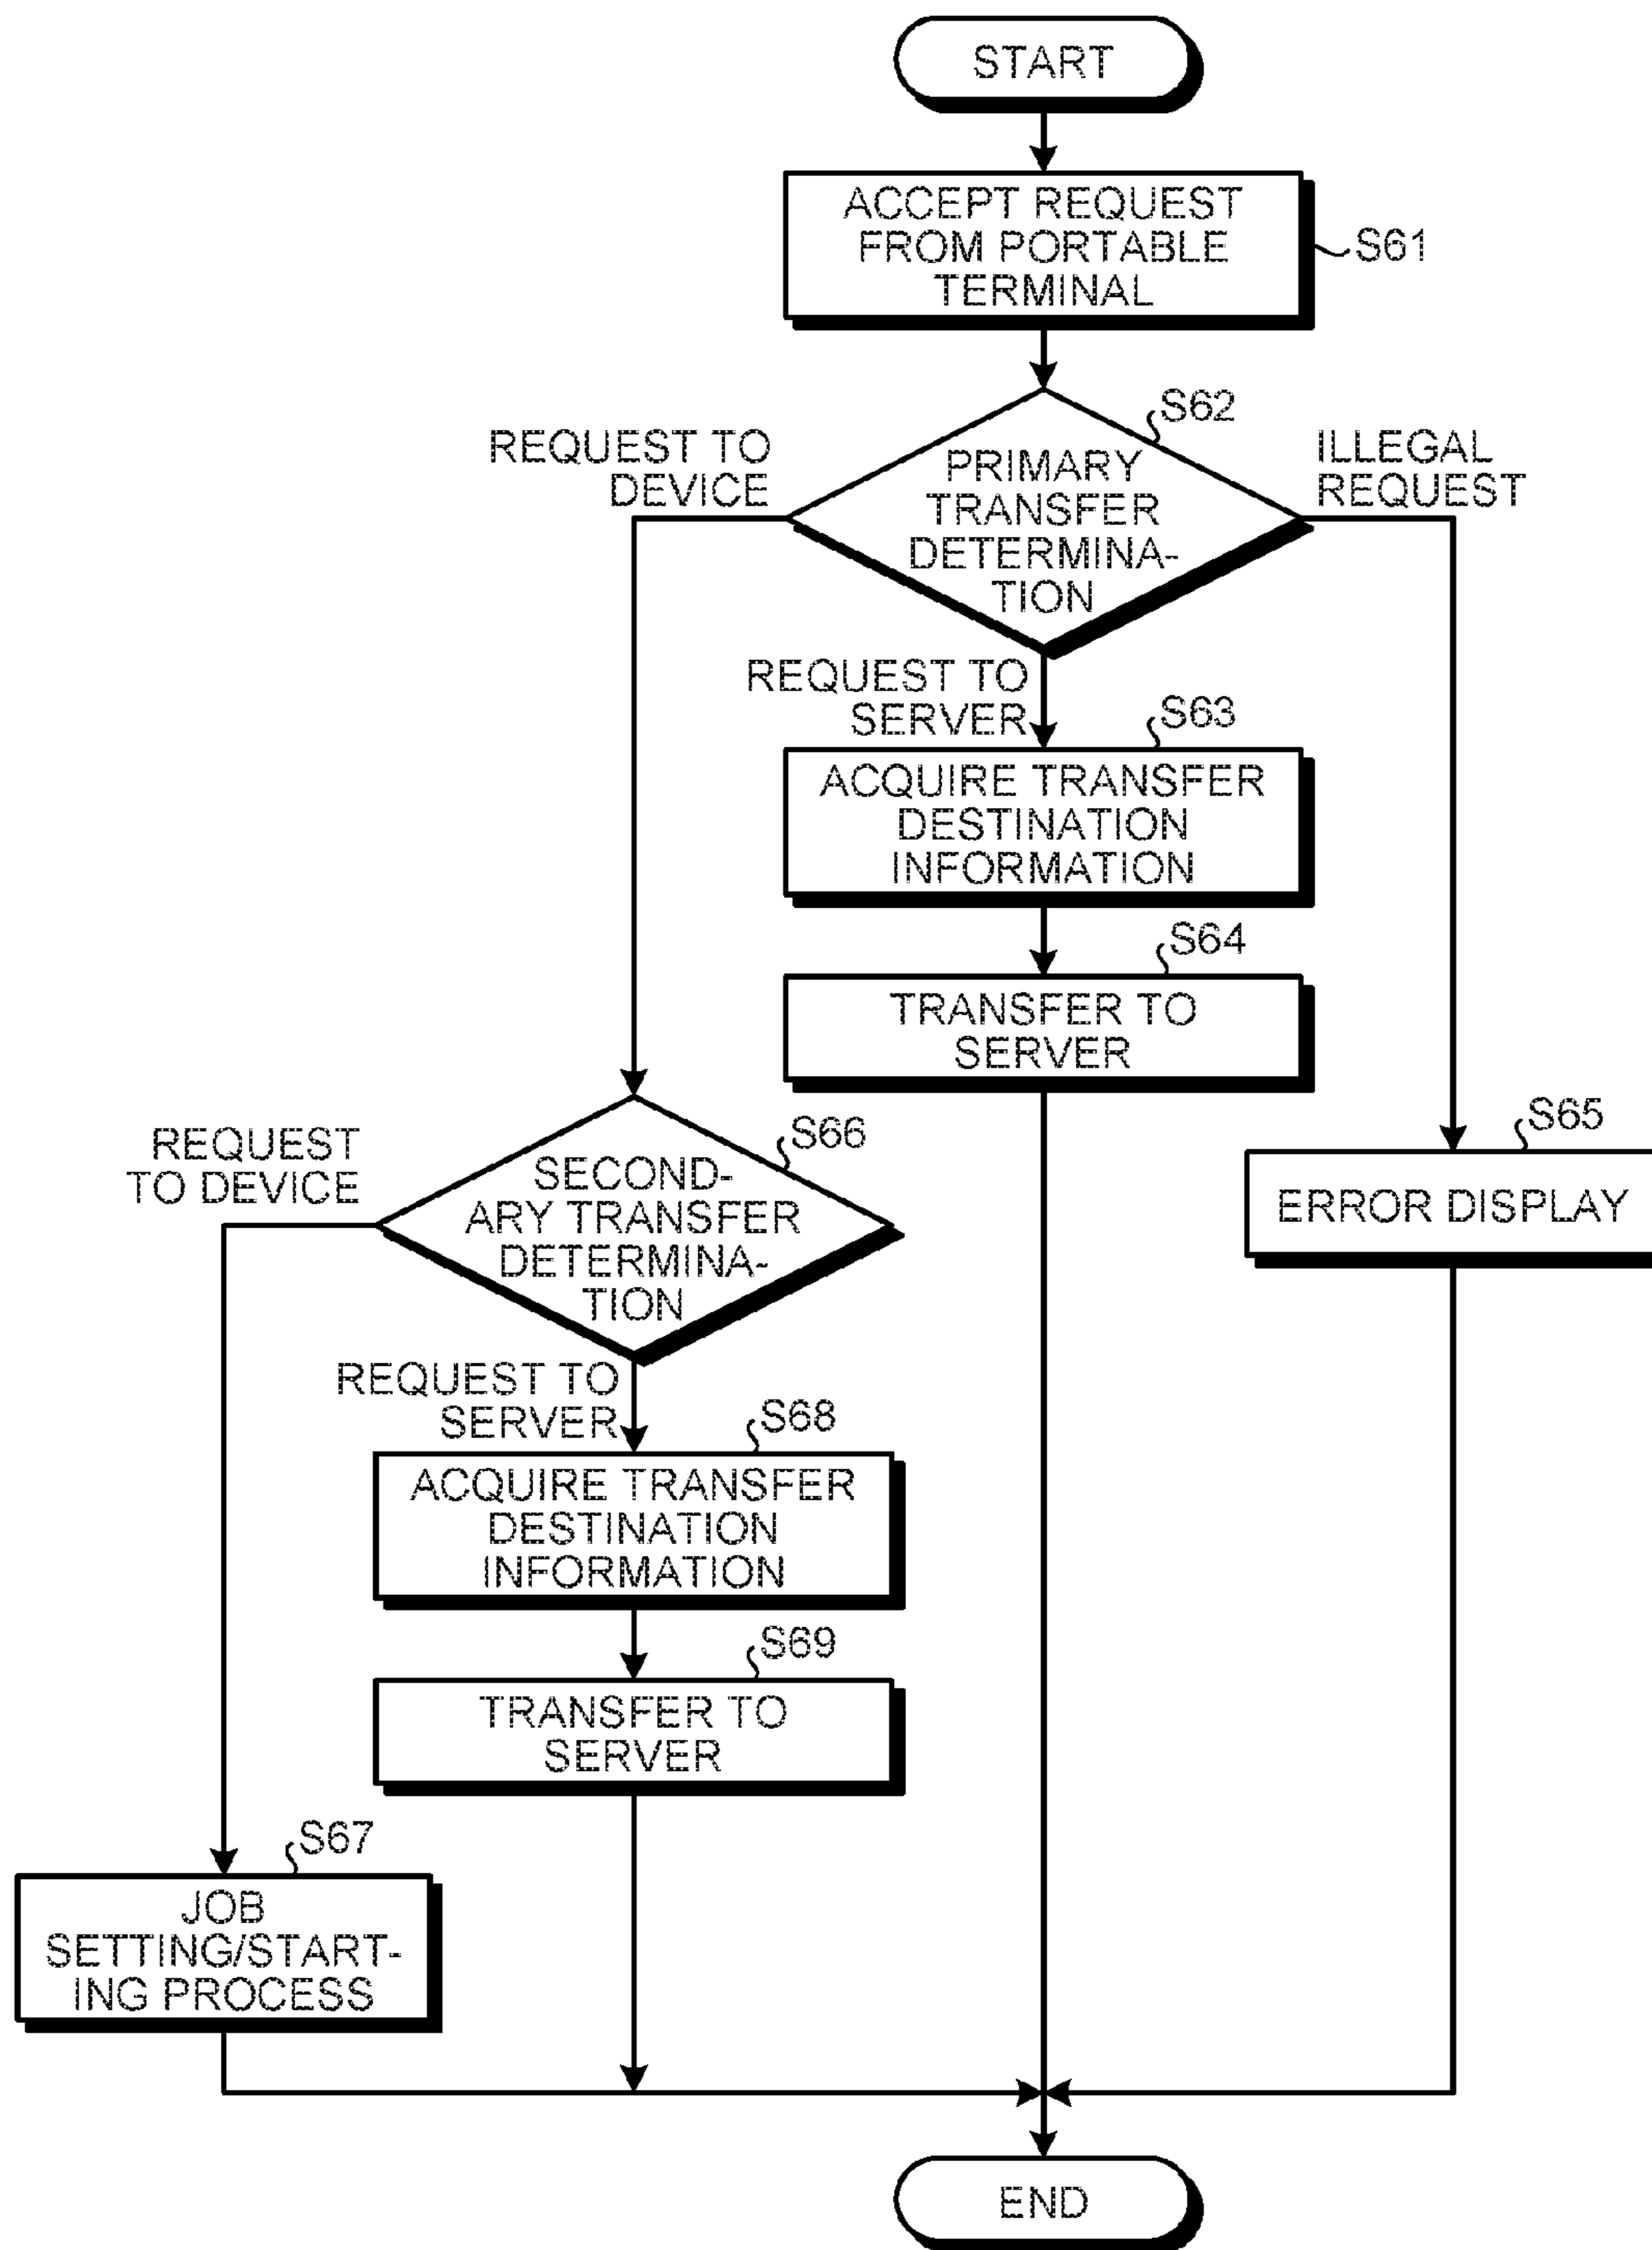 START
ACCEPT REQUEST
FROM PORTABLE
TERMINAL
S61
S62
REQUEST TO
DEVICE
PRIMARY
TRANSFER
DETERMINA-
TION
ILLEGAL
REQUEST
REQUEST TO
SERVER
S63
ACQUIRE TRANSFER
DESTINATION
INFORMATION
S64
TRANSFER TO
SERVER
S65
ERROR DISPLAY
REQUEST
TO DEVICE
S66
SECOND-
ARY TRANSFER
DETERMINA-
TION
REQUEST TO
SERVER
S68
ACQUIRE TRANSFER
DESTINATION
INFORMATION
S69
TRANSFER TO
SERVER
S67
JOB
SETTING/START-
ING PROCESS
END